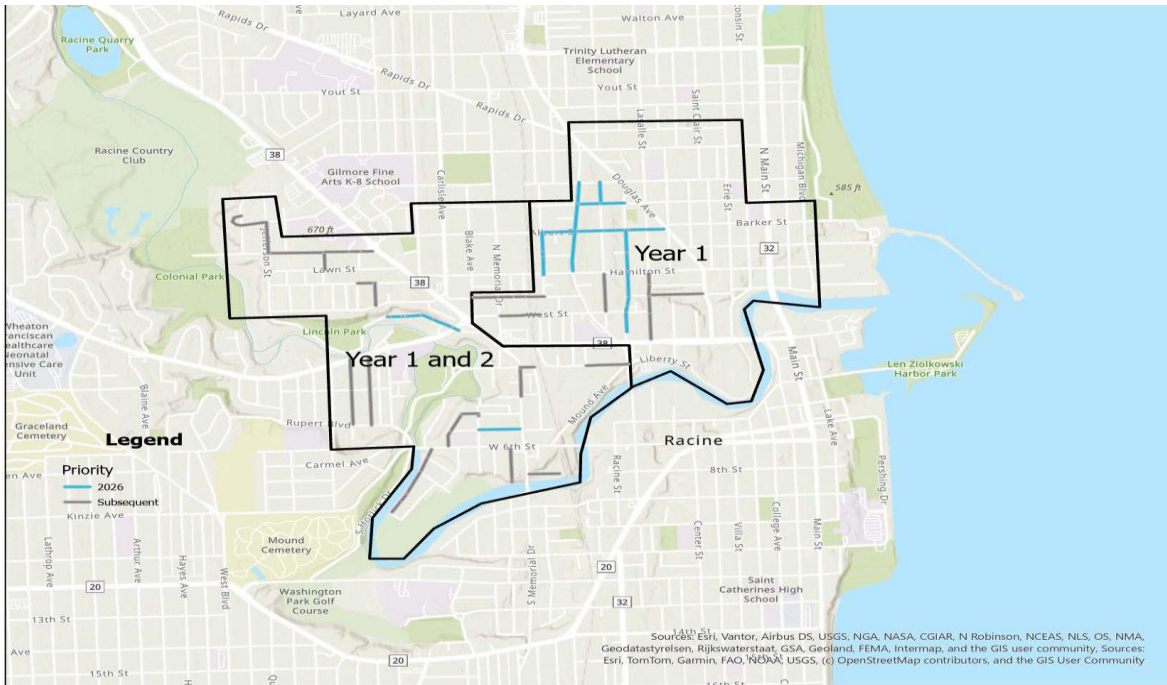 Racine Quarry
Park
Rapids Dr
Layard Ave
Walton Ave
Trinity Lutheran
Elementary
School
Yout St
Rapids Dr
Yout St
Rapids Dr
Lasalle St
Saint Clair St
N Main St
Michigan Blvd
585 ft
Racine Country
Club
38
Gilmore Fine
Arts K-8 School
Carlisle Ave
Douglas Ave
Erie St
Barker St
670 ft
Blake Ave
N Memorial Dr
Year 1
32
Lawn St
Colonial Park
38
Hamilton St
West St
Lincoln Park
38
Year 1 and 2
Liberty St
Main St
Len Ziolkowski
Harbor Park
Blaine Ave
Mound Ave
Rupert Blvd
Graceland
Cemetery
Legend
W 6th St
Racine
Lake Ave
Carmel Ave
Priority
2026
Subsequent
Racine St
8th St
Pershing Dr
Kinzie Ave
Mound
Cemetery
Center St
Villa St
College Ave
Main St
Lathrop Ave
Arthur Ave
Hayes Ave
West Blvd
20
S Memorial Dr
20
Washington
Park Golf
Course
Saint
Catherines High
School
32
13th St
14th St
20
15th St
15th St
16th St
Sources: Esri, Vantor, Airbus DS, USGS, NGA, NASA, CGIAR, N Robinson, NCEAS, NLS, OS, NMA,
Geodatastyrelsen, Rijkswaterstaat, GSA, Geoland, FEMA, Intermap, and the GIS user community, Sources:
Esri, TomTom, Garmin, FAO, NOAA, USGS, (c) OpenStreetMap contributors, and the GIS User Community